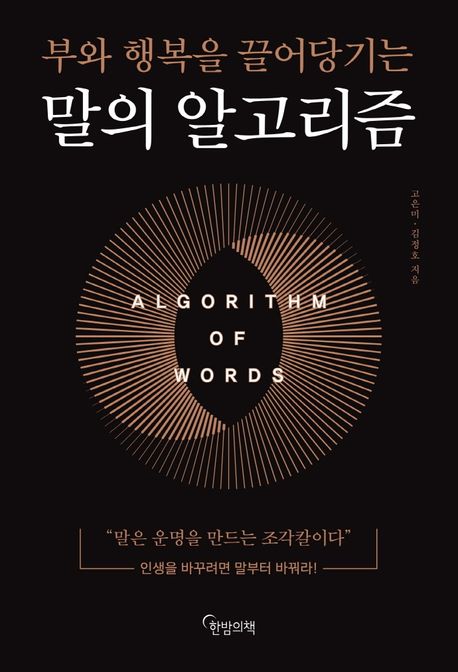 부와 행복을 끌어당기는
말의 알고리즘
고은미·김정호 지음
ALGORITHM
OF
WORDS
“말은 운명을 만드는 조각칼이다”
인생을 바꾸려면 말부터 바꿔라!
한밤의책